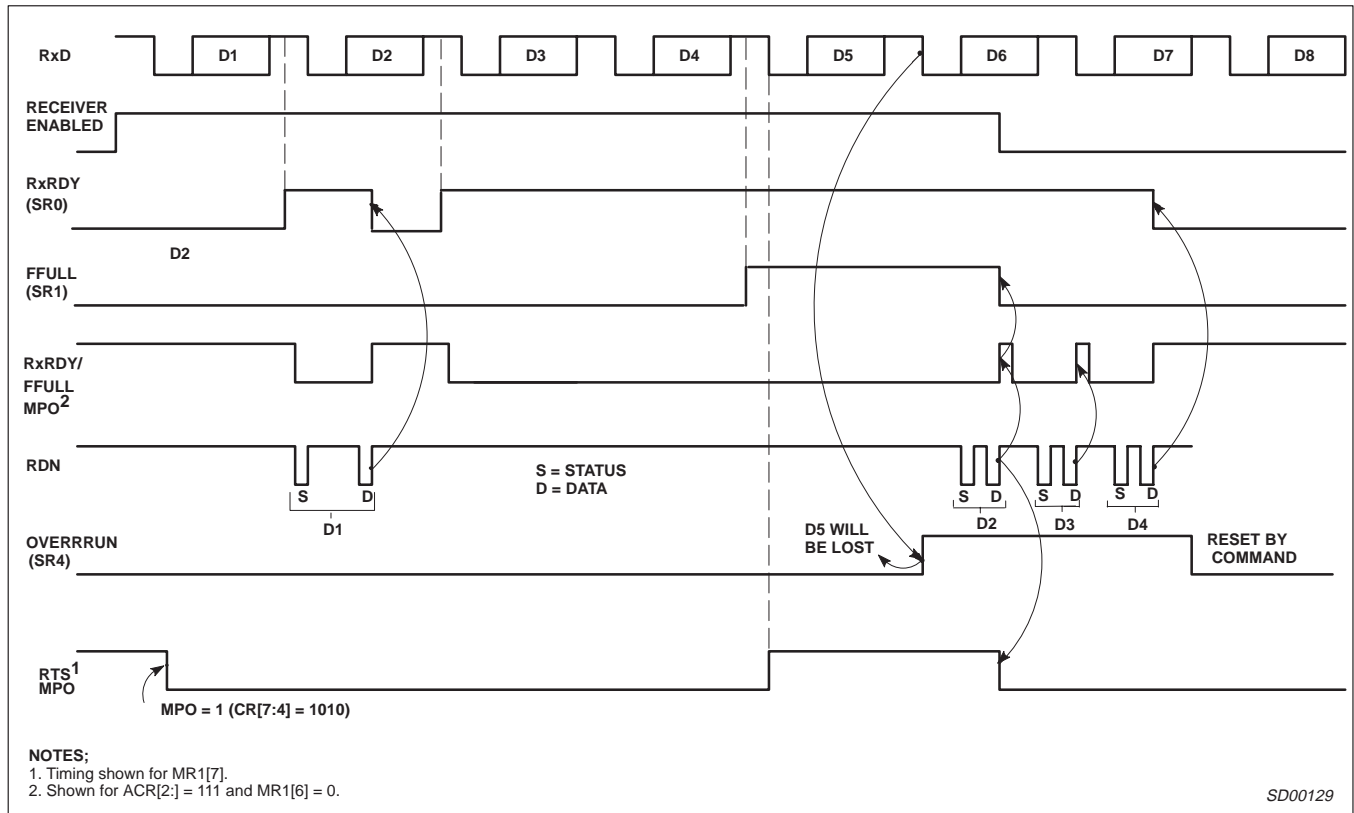 RxD
D1 D2 D3 D4 D5 D6 D7 D8
RECEIVER
ENABLED
RxRDY
(SR0)
D2
FFULL
(SR1)
RxRDY/
FFULL
MPO2
RDN
S D
D1
S = STATUS
D = DATA
S D S D S D
D2 D3 D4
OVERRRUN
(SR4)
D5 WILL
BE LOST
RESET BY
COMMAND
RTS1
MPO
MPO = 1 (CR[7:4] = 1010)
NOTES;
1. Timing shown for MR1[7].
2. Shown for ACR[2:] = 111 and MR1[6] = 0.
SD00129